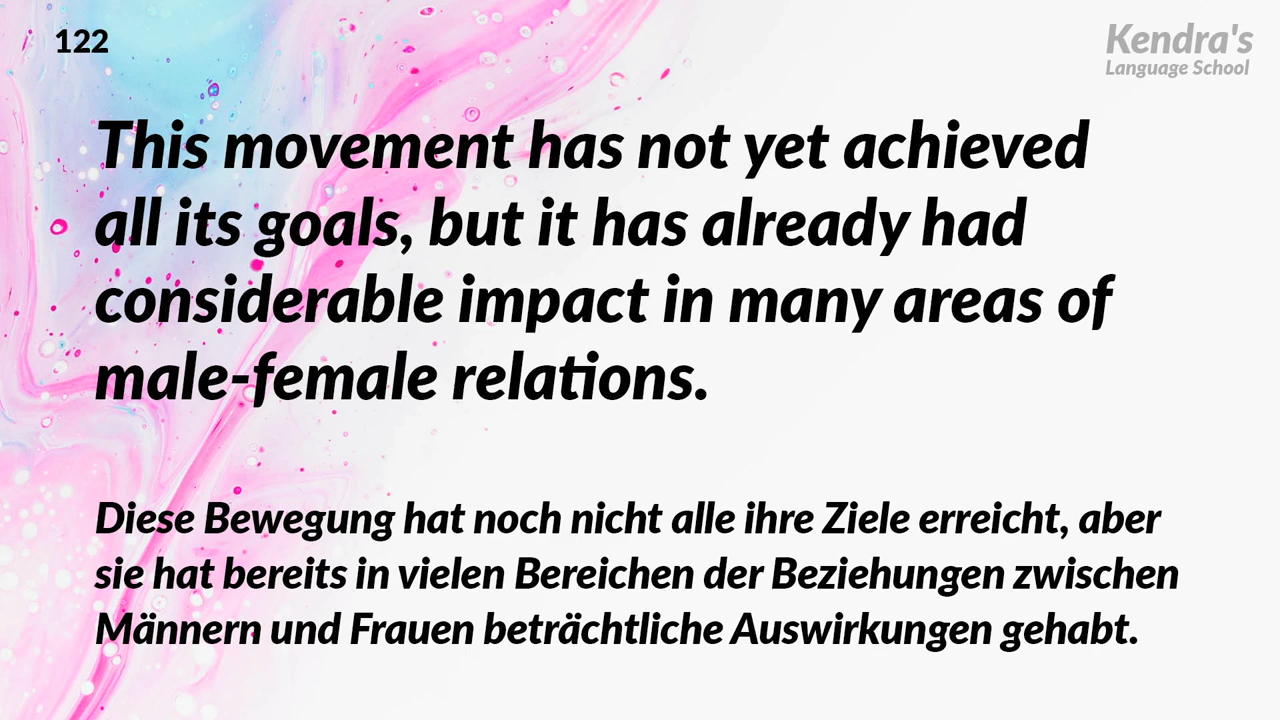 122
Kendra's
Language School
This movement has not yet achieved
all its goals, but it has already had
considerable impact in many areas of
male-female relations.
Diese Bewegung hat noch nicht alle ihre Ziele erreicht, aber
sie hat bereits in vielen Bereichen der Beziehungen zwischen
Männern und Frauen beträchtliche Auswirkungen gehabt.